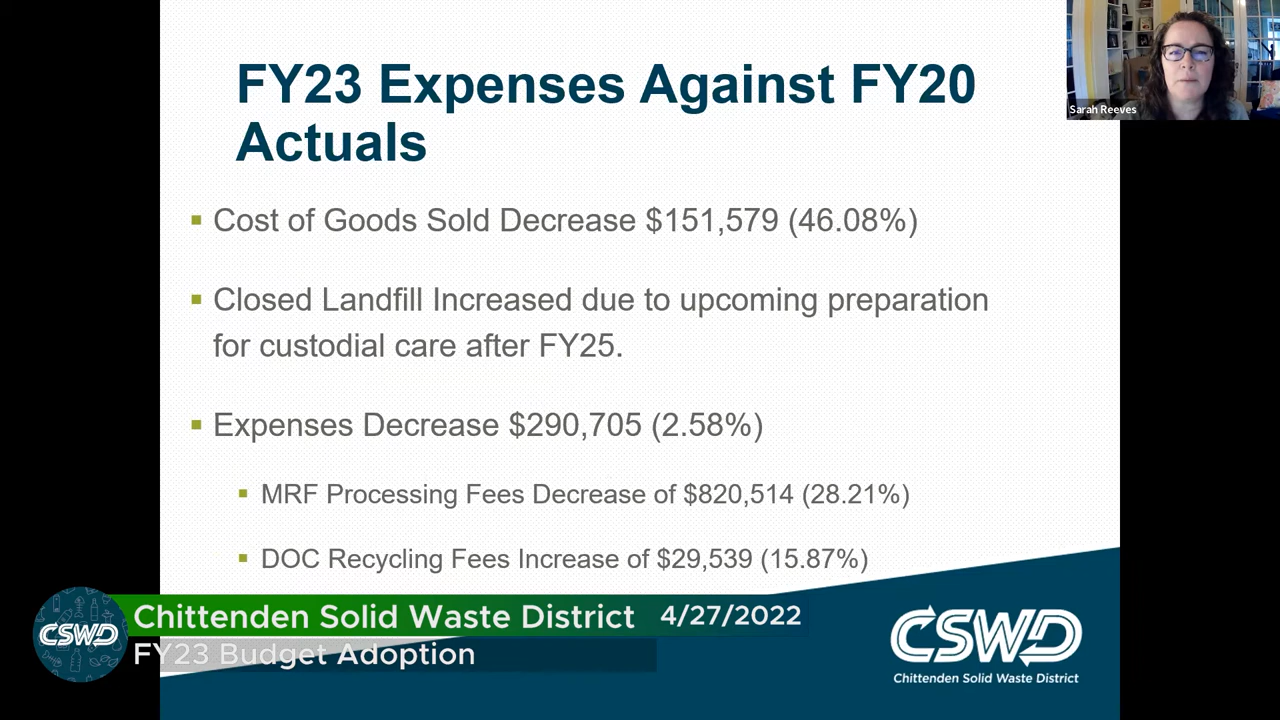 FY23 Expenses Against FY20
Actuals
Sarah Reeves
▪ Cost of Goods Sold Decrease $151,579 (46.08%)
▪ Closed Landfill Increased due to upcoming preparation
for custodial care after FY25.
▪ Expenses Decrease $290,705 (2.58%)
▪ MRF Processing Fees Decrease of $820,514 (28.21%)
▪ DOC Recycling Fees Increase of $29,539 (15.87%)
CSWD
Chittenden Solid Waste District 4/27/2022
FY23 Budget Adoption
CSWD
Chittenden Solid Waste District